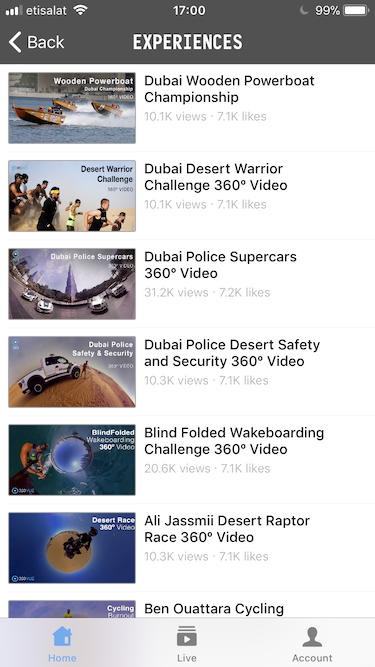 etisalat 17:00 99%
Back EXPERIENCES
Wooden Powerboat
Dubai Championship
360° VIDEO
Dubai Wooden Powerboat
Championship
10.1K views · 7.1K likes
Desert Warrior
Challenge
360° VIDEO
Dubai Desert Warrior
Challenge 360° Video
10.1K views · 7.1K likes
Dubai Police Supercars
360° VIDEO
Dubai Police Supercars
360° Video
31.2K views · 7.2K likes
Dubai Police
Safety & Security
360° VIDEO
Dubai Police Desert Safety
and Security 360° Video
10.3K views · 7.1K likes
BlindFolded
Wakeboarding
360° Video
Blind Folded Wakeboarding
Challenge 360° Video
20.6K views · 7.1K likes
Desert Race
360° Video
Ali Jassmii Desert Raptor
Race 360° Video
10.3K views · 7.1K likes
Cycling
Burnout
Ben Ouattara Cycling
Home Live Account